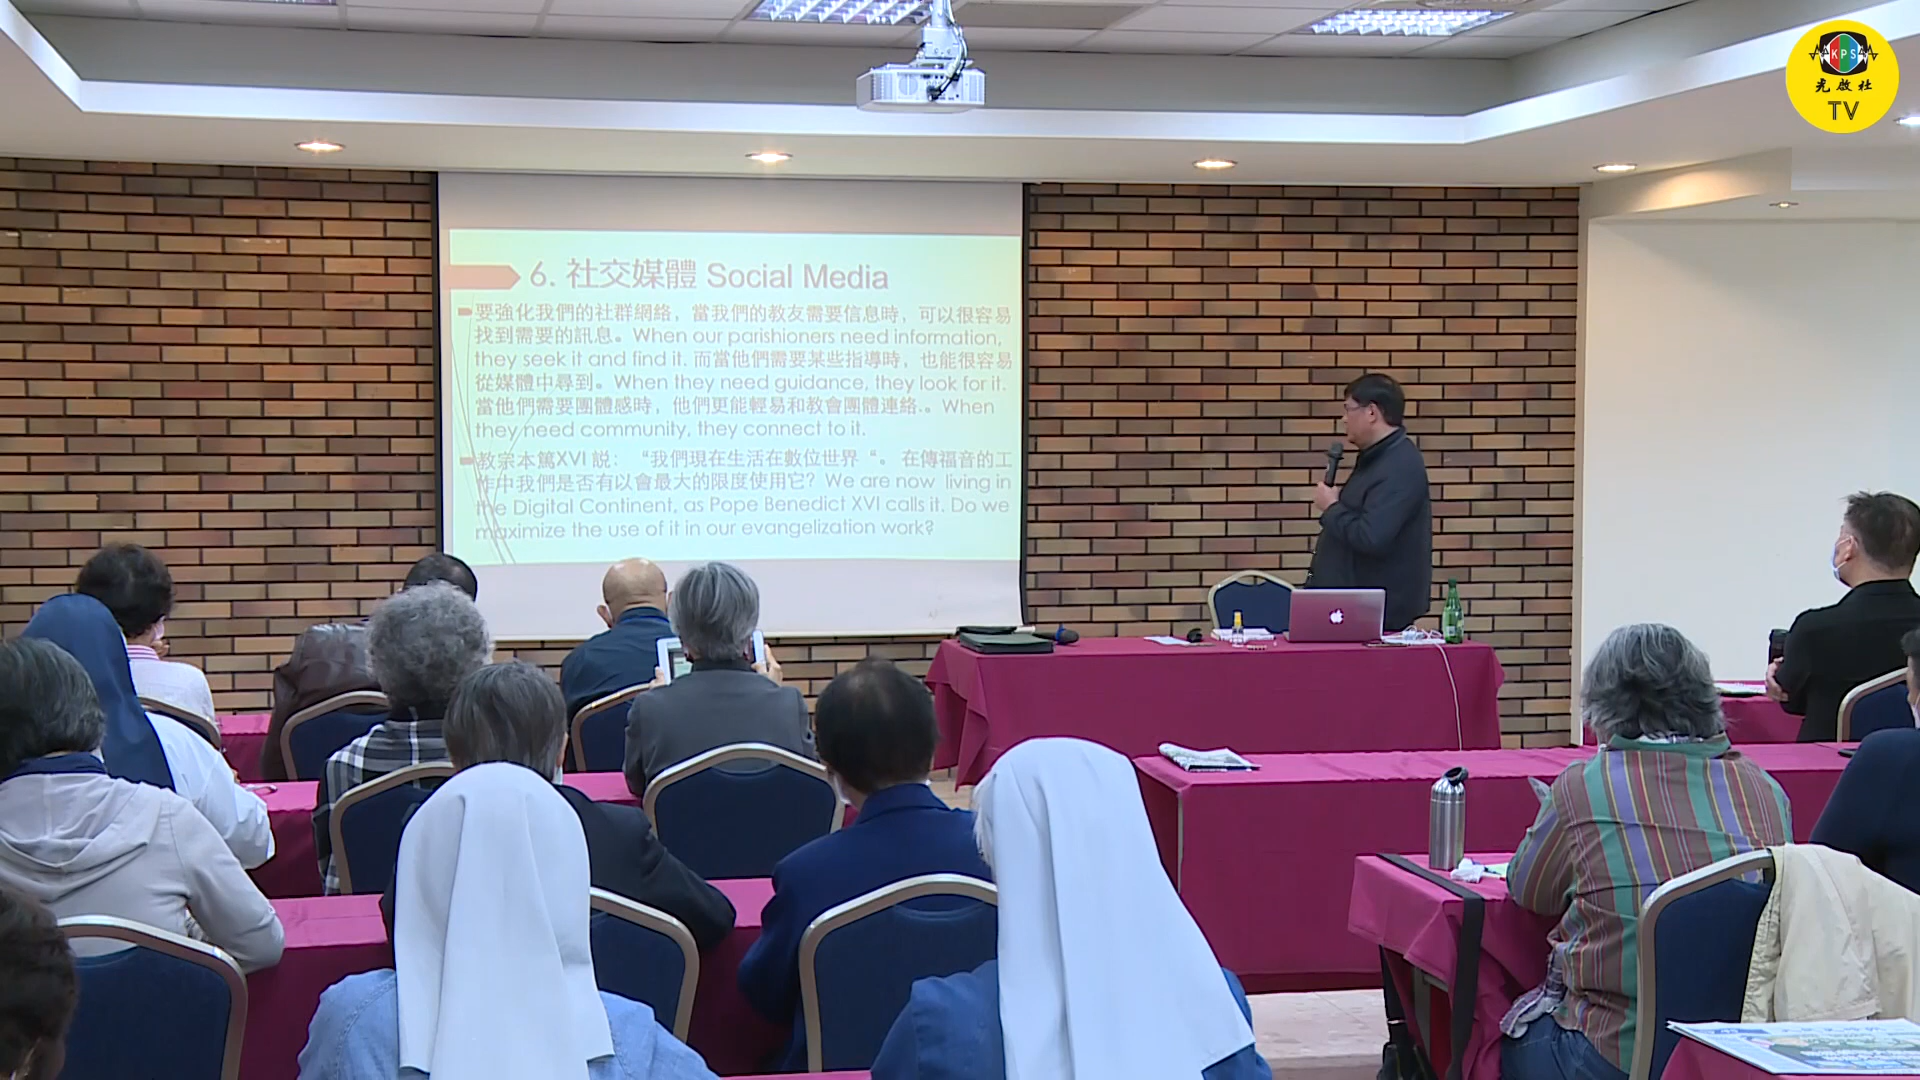 KPS
光啟社
TV
6. 社交媒體 Social Media
要強化我們的社群網絡，當我們的教友需要信息時，可以很容易
找到需要的訊息。When our parishioners need information,
they seek it and find it. 而當他們需要某些指導時，也能很容易
從媒體中尋到。When they need guidance, they look for it.
當他們需要團體感時，他們更能輕易和教會團體連絡.。When
they need community, they connect to it.
教宗本篤XVI 説：“我們現在生活在數位世界“。在傳福音的工
作中我們是否有以會最大的限度使用它？We are now living in
the Digital Continent, as Pope Benedict XVI calls it. Do we
maximize the use of it in our evangelization work?